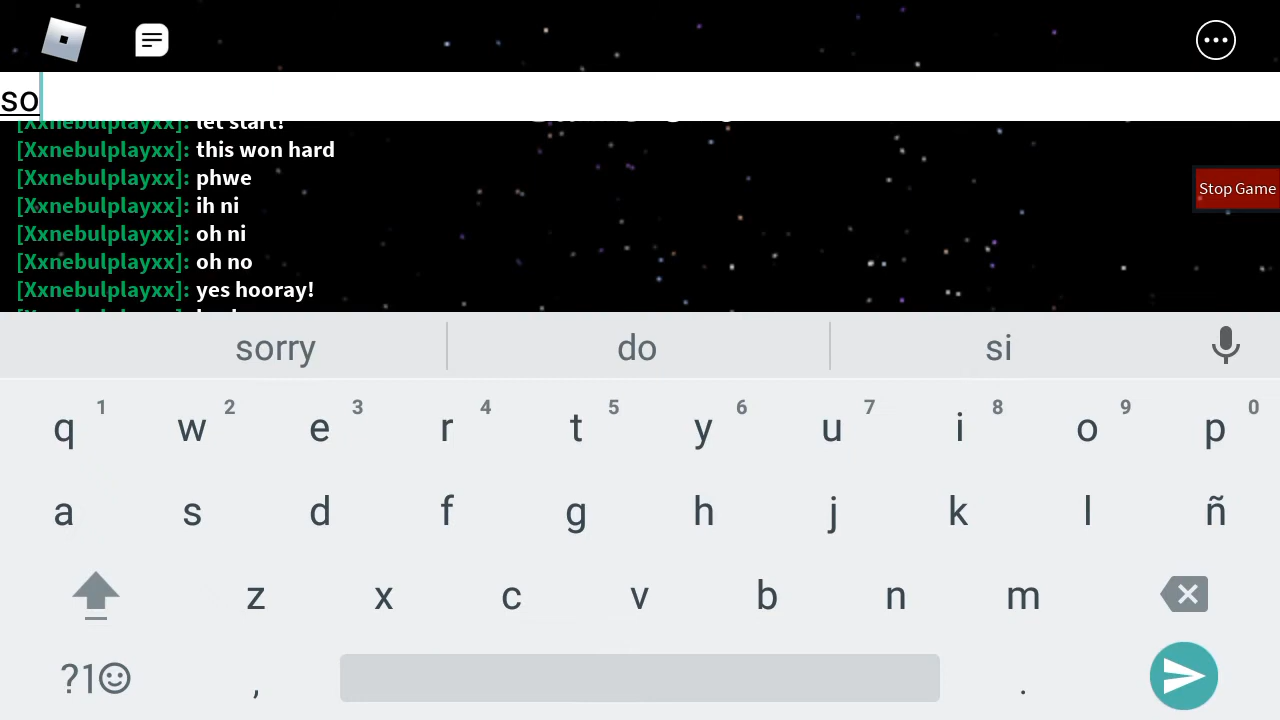 so
[Xxnebulplayxx]: let start!
[Xxnebulplayxx]: this won hard
[Xxnebulplayxx]: phwe
[Xxnebulplayxx]: ih ni
[Xxnebulplayxx]: oh ni
[Xxnebulplayxx]: oh no
[Xxnebulplayxx]: yes hooray!
Stop Game
sorry do si
q 1 w 2 e 3 r 4 t 5 y 6 u 7 i 8 o 9 p 0
a s d f g h j k l ñ
z x c v b n m
?1 , .